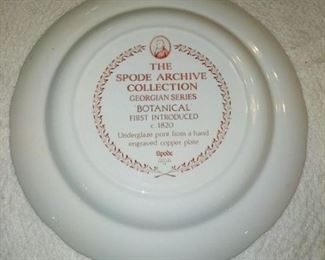 THE
SPODE ARCHIVE
COLLECTION
GEORGIAN SERIES
BOTANICAL
FIRST INTRODUCED
c. 1820
Underglaze print from a hand
engraved copper plate
Spode